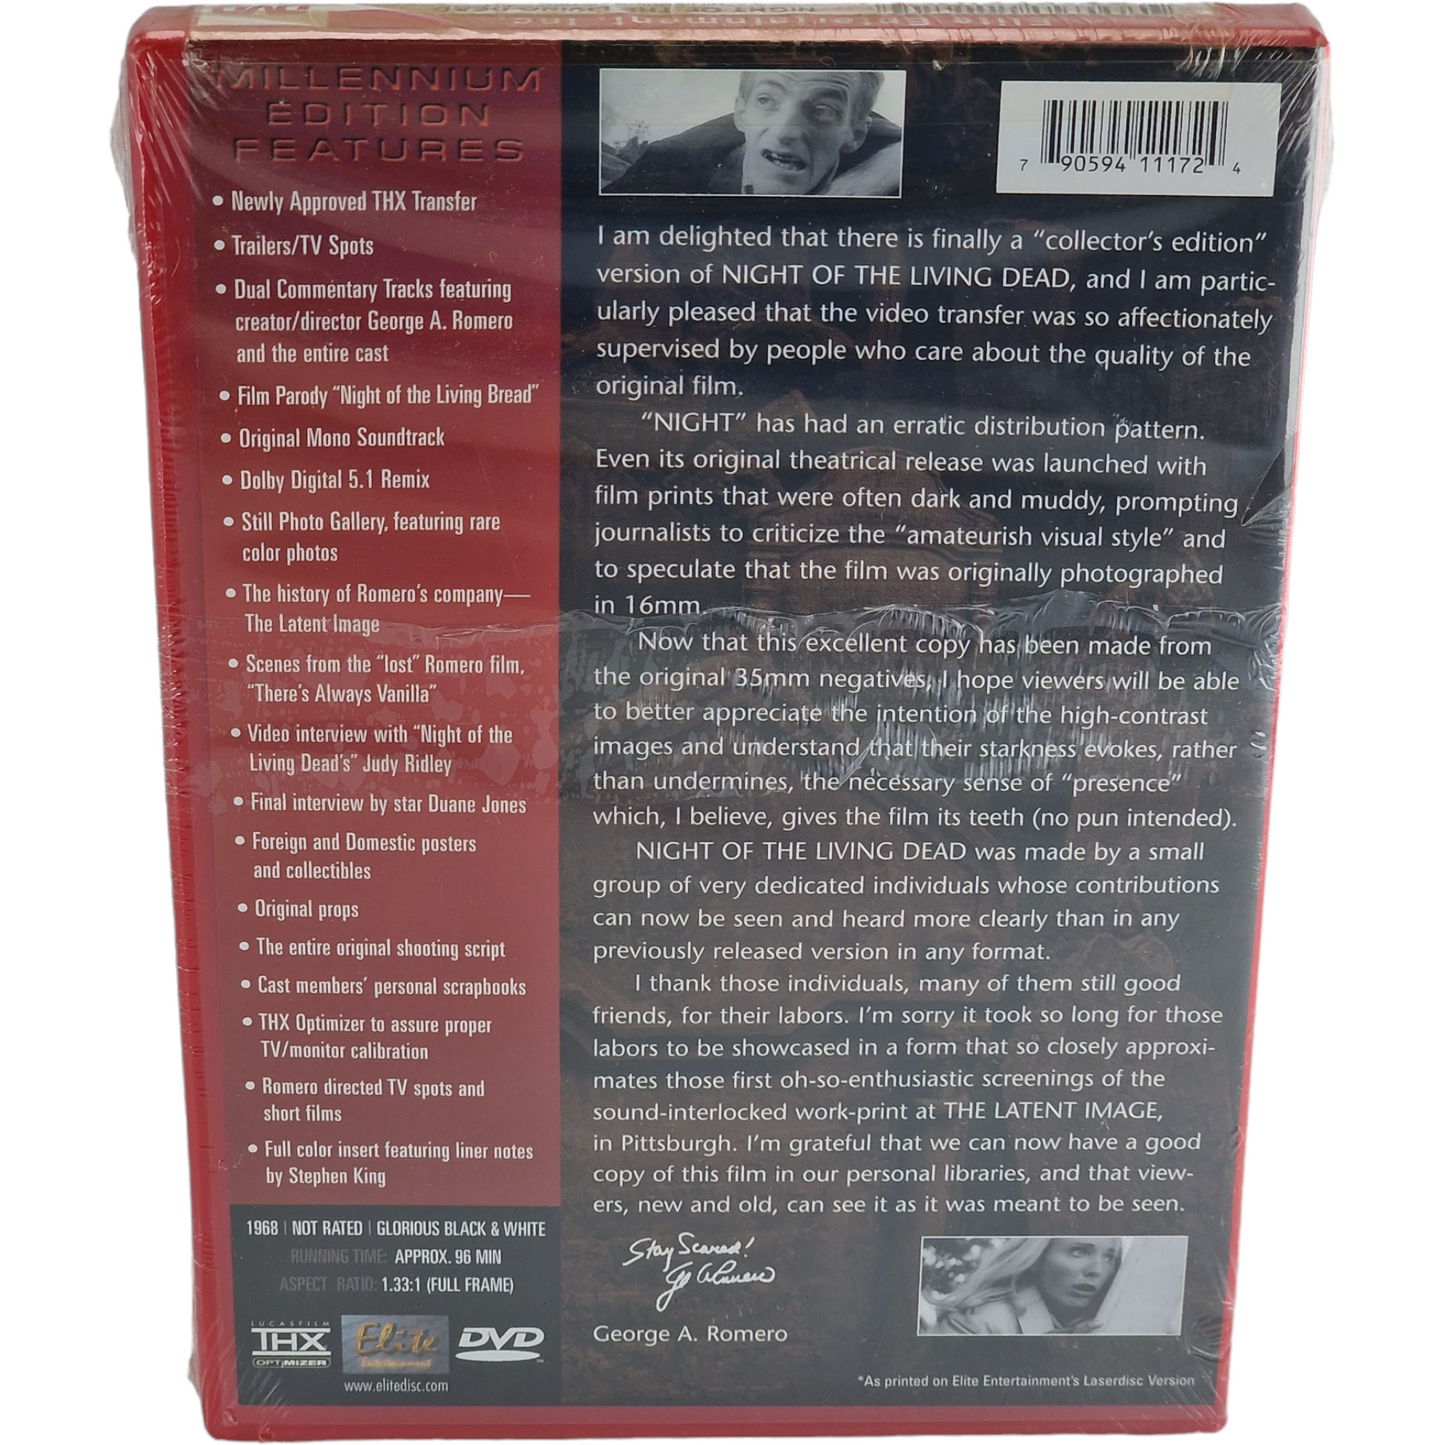 Elite Entertainment, Inc.
MILLENNIUM
EDITION
FEATURES
• Newly Approved THX Transfer
• Trailers/TV Spots
• Dual Commentary Tracks featuring
creator/director George A. Romero
and the entire cast
• Film Parody “Night of the Living Bread”
• Original Mono Soundtrack
• Dolby Digital 5.1 Remix
• Still Photo Gallery, featuring rare
color photos
• The history of Romero’s company—
The Latent Image
• Scenes from the “lost” Romero film,
“There’s Always Vanilla”
• Video interview with “Night of the
Living Dead’s” Judy Ridley
• Final interview by star Duane Jones
• Foreign and Domestic posters
and collectibles
• Original props
• The entire original shooting script
• Cast members’ personal scrapbooks
• THX Optimizer to assure proper
TV/monitor calibration
• Romero directed TV spots and
short films
• Full color insert featuring liner notes
by Stephen King
1968 | NOT RATED | GLORIOUS BLACK & WHITE
RUNNING TIME: APPROX. 96 MIN
ASPECT RATIO: 1.33:1 (FULL FRAME)
LUCASFILM
THX
OPTIMIZER
Elite
Entertainment
DVD
™
www.elitedisc.com
7 90594 11172 4
I am delighted that there is finally a “collector’s edition”
version of NIGHT OF THE LIVING DEAD, and I am partic-
ularly pleased that the video transfer was so affectionately
supervised by people who care about the quality of the
original film.
“NIGHT” has had an erratic distribution pattern.
Even its original theatrical release was launched with
film prints that were often dark and muddy, prompting
journalists to criticize the “amateurish visual style” and
to speculate that the film was originally photographed
in 16mm.
Now that this excellent copy has been made from
the original 35mm negatives, I hope viewers will be able
to better appreciate the intention of the high-contrast
images and understand that their starkness evokes, rather
than undermines, the necessary sense of “presence”
which, I believe, gives the film its teeth (no pun intended).
NIGHT OF THE LIVING DEAD was made by a small
group of very dedicated individuals whose contributions
can now be seen and heard more clearly than in any
previously released version in any format.
I thank those individuals, many of them still good
friends, for their labors. I’m sorry it took so long for those
labors to be showcased in a form that so closely approxi-
mates those first oh-so-enthusiastic screenings of the
sound-interlocked work-print at THE LATENT IMAGE,
in Pittsburgh. I’m grateful that we can now have a good
copy of this film in our personal libraries, and that view-
ers, new and old, can see it as it was meant to be seen.
Stay Scared!
George A. Romero
*As printed on Elite Entertainment’s Laserdisc Version